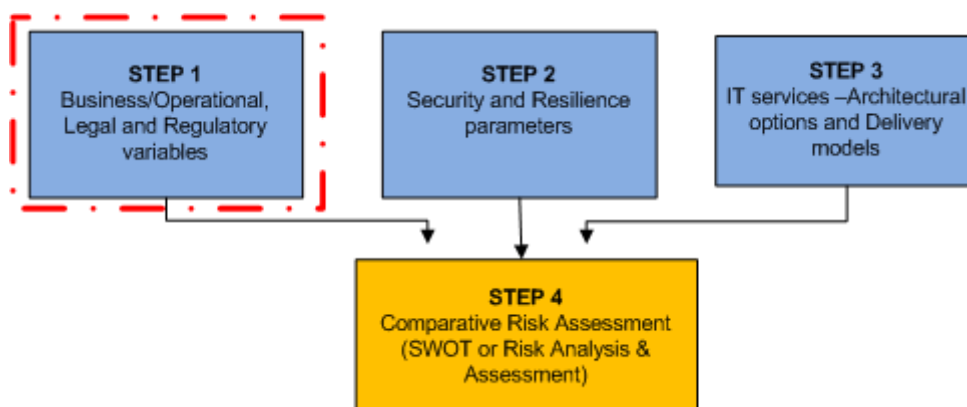 STEP 1
Business/Operational,
Legal and Regulatory
variables
STEP 2
Security and Resilience
parameters
STEP 3
IT services –Architectural
options and Delivery
models
STEP 4
Comparative Risk Assessment
(SWOT or Risk Analysis &
Assessment)